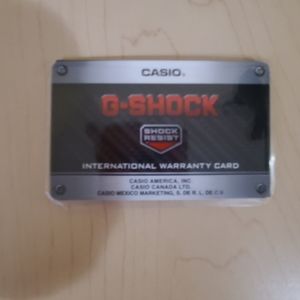 CASIO®
G-SHOCK
SHOCK
RESIST
INTERNATIONAL WARRANTY CARD
CASIO AMERICA, INC.
CASIO CANADA LTD.
CASIO MEXICO MARKETING, S. DE R. L. DE C.V.